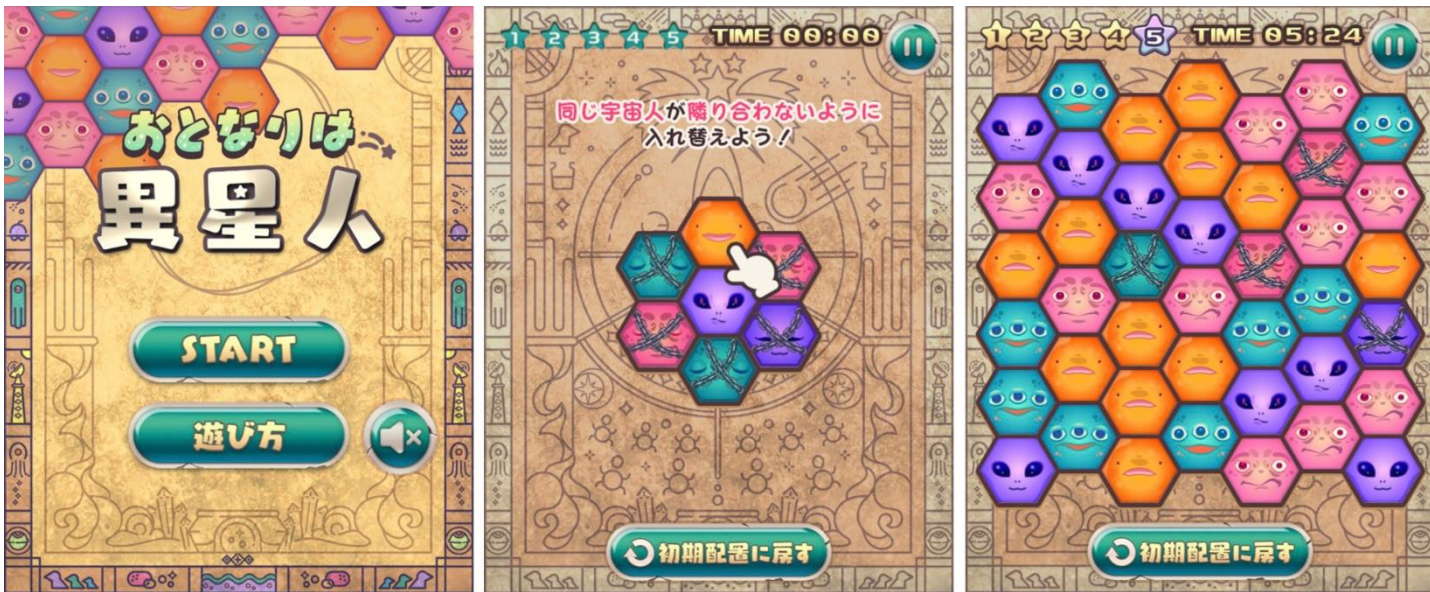 おとなりは
異星人
START
遊び方
1 2 3 4 5 TIME 00:00
同じ宇宙人が隣り合わないように
入れ替えよう！
初期配置に戻す
1 2 3 4 5 TIME 05:24
初期配置に戻す